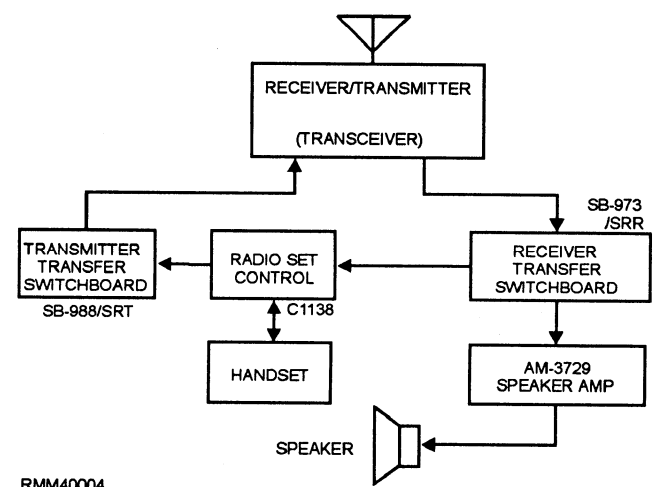 RECEIVER/TRANSMITTER
(TRANSCEIVER)
SB-973
/SRR
TRANSMITTER
TRANSFER
SWITCHBOARD
SB-988/SRT
RADIO SET
CONTROL
C1138
RECEIVER
TRANSFER
SWITCHBOARD
HANDSET
AM-3729
SPEAKER AMP
SPEAKER
RMM40004